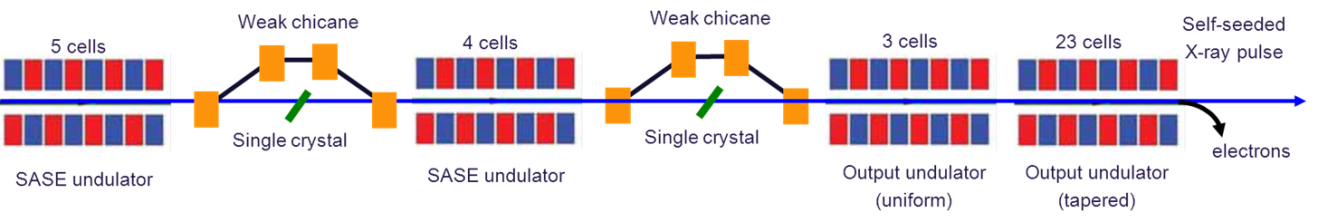 5 cells
Weak chicane
Single crystal
SASE undulator
4 cells
Weak chicane
Single crystal
SASE undulator
3 cells
Output undulator
(uniform)
23 cells
Output undulator
(tapered)
Self-seeded
X-ray pulse
electrons